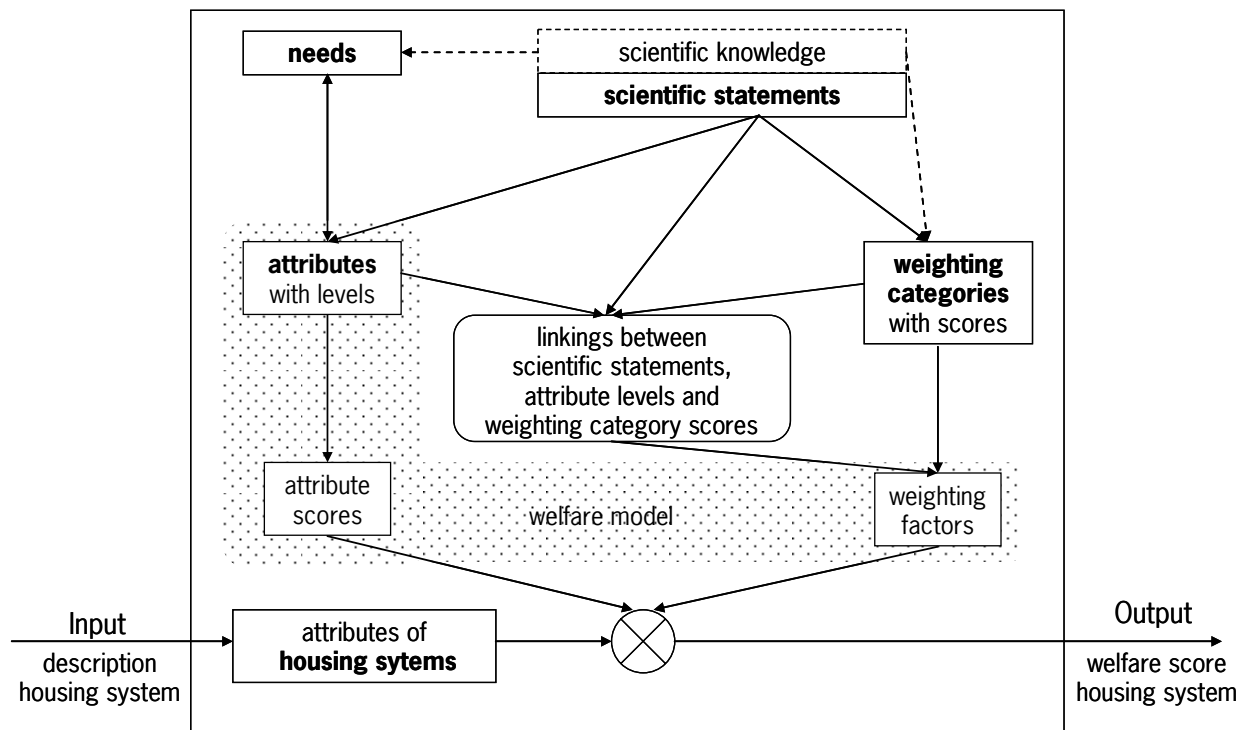 needs
scientific knowledge
scientific statements
attributes
with levels
weighting
categories
with scores
linkings between
scientific statements,
attribute levels and
weighting category scores
attribute
scores
welfare model
weighting
factors
Input
description
housing system
attributes of
housing sytems
Output
welfare score
housing system